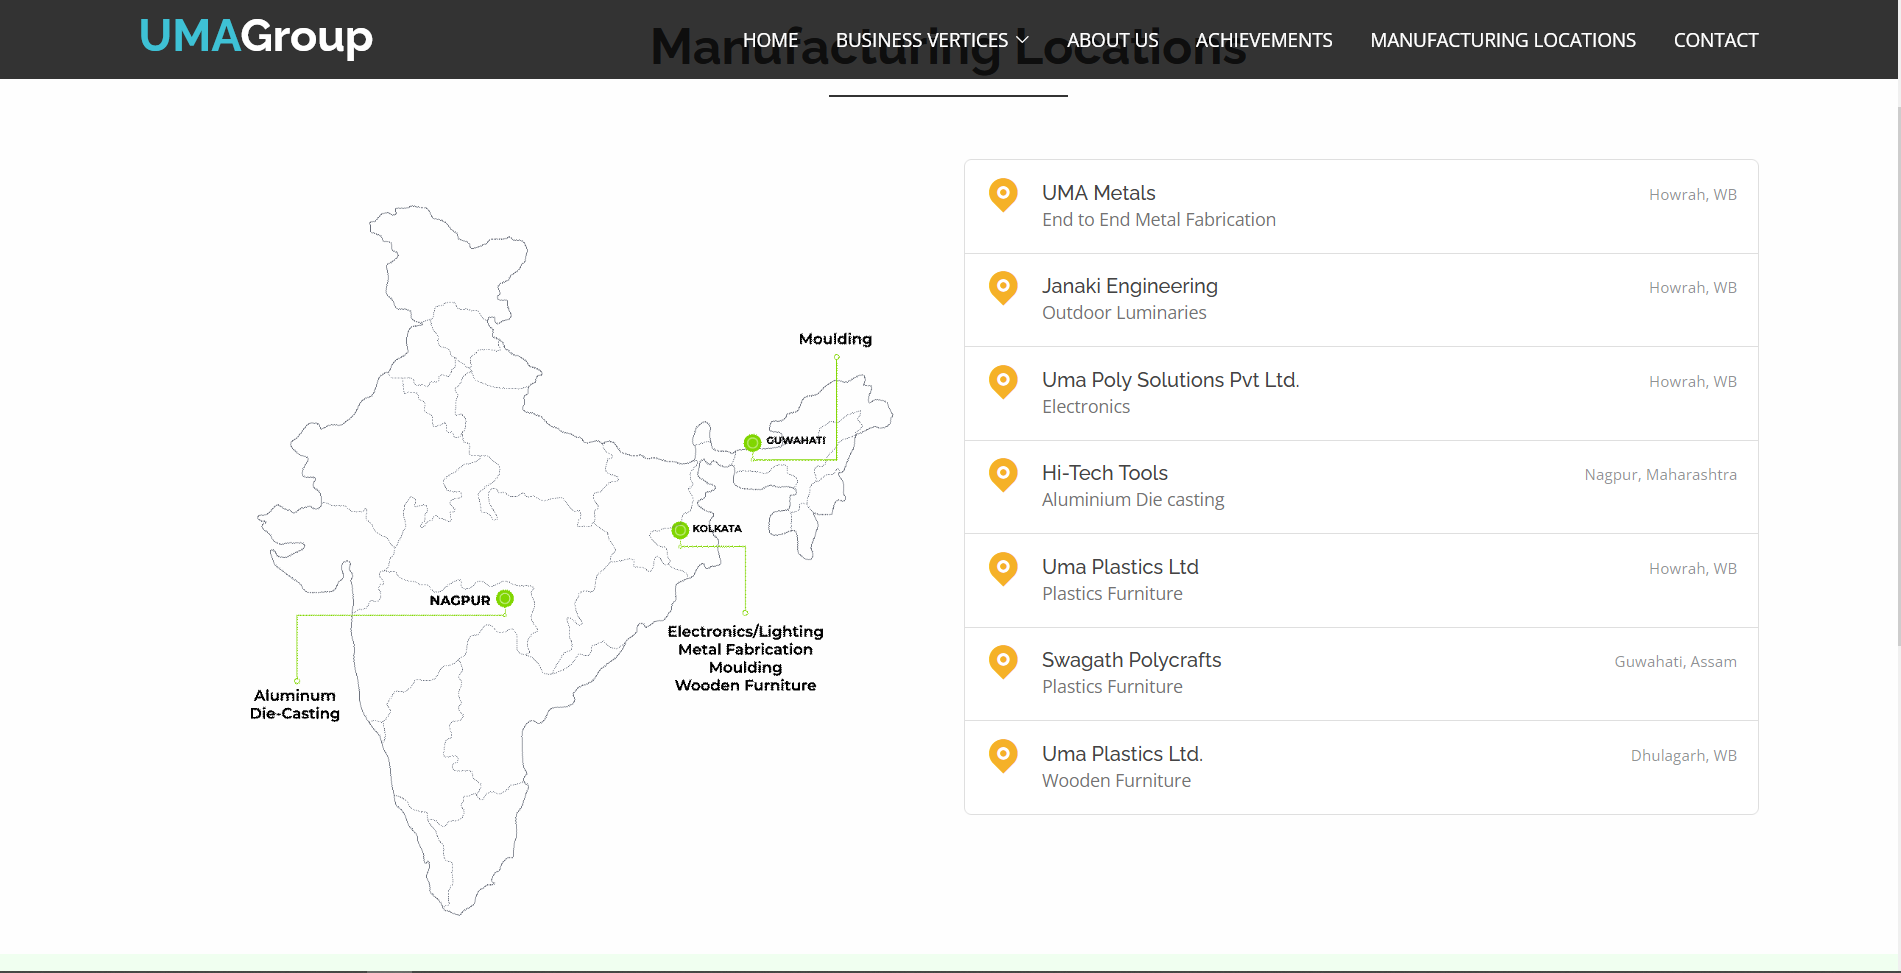 UMAGroup
HOME BUSINESS VERTICES ABOUT US ACHIEVEMENTS MANUFACTURING LOCATIONS CONTACT
Manufacturing Locations
Moulding
GUWAHATI
KOLKATA
NAGPUR
Electronics/Lighting
Metal Fabrication
Moulding
Wooden Furniture
Aluminum
Die-Casting
UMA Metals
Howrah, WB
End to End Metal Fabrication
Janaki Engineering
Howrah, WB
Outdoor Luminaries
Uma Poly Solutions Pvt Ltd.
Howrah, WB
Electronics
Hi-Tech Tools
Nagpur, Maharashtra
Aluminium Die casting
Uma Plastics Ltd
Howrah, WB
Plastics Furniture
Swagath Polycrafts
Guwahati, Assam
Plastics Furniture
Uma Plastics Ltd.
Dhulagarh, WB
Wooden Furniture